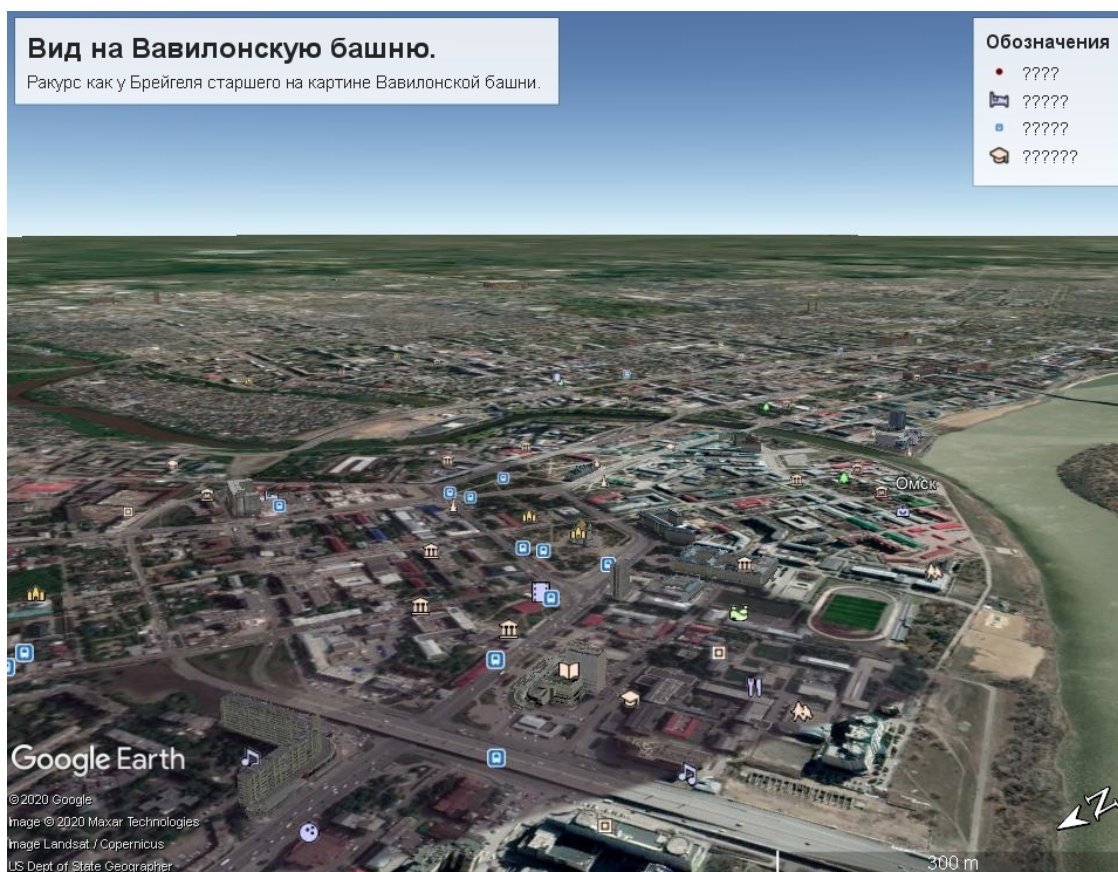 Вид на Вавилонскую башню.
Ракурс как у Брейгеля старшего на картине Вавилонской башни.
Обозначения
????
?????
?????
??????
Омск
Google Earth
© 2020 Google
Image © 2020 Maxar Technologies
Image Landsat / Copernicus
US Dept of State Geographer
300 m
N